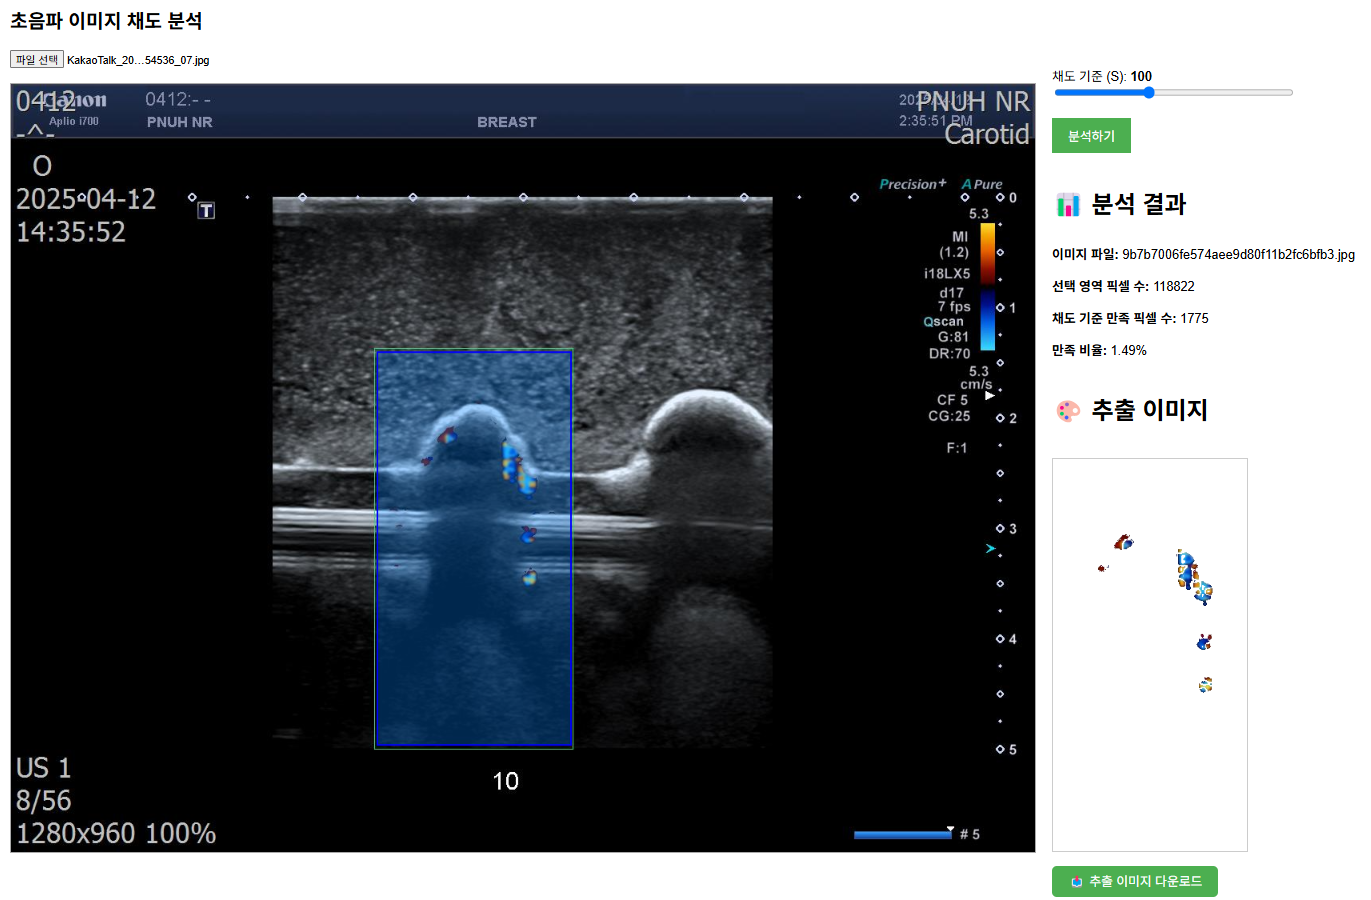 초음파 이미지 채도 분석
파일 선택 KakaoTalk_20...54536_07.jpg
0412
Canon
Aplio i700
-^-
0412:- -
PNUH NR
BREAST
2:35:51 PM
PNUH NR
Carotid
O
2025-04-12
14:35:52
T
Precision+ A Pure
5.3
MI
(1.2)
i18LX5
d17
7 fps
Qscan
G:81
DR:70
5.3
cm/s
CF 5
CG:25
F:1
0
1
2
3
4
5
US 1
8/56
1280x960 100%
10
# 5
채도 기준 (S): 100
분석하기
분석 결과
이미지 파일: 9b7b7006fe574aee9d80f11b2fc6bfb3.jpg
선택 영역 픽셀 수: 118822
채도 기준 만족 픽셀 수: 1775
만족 비율: 1.49%
추출 이미지
추출 이미지 다운로드